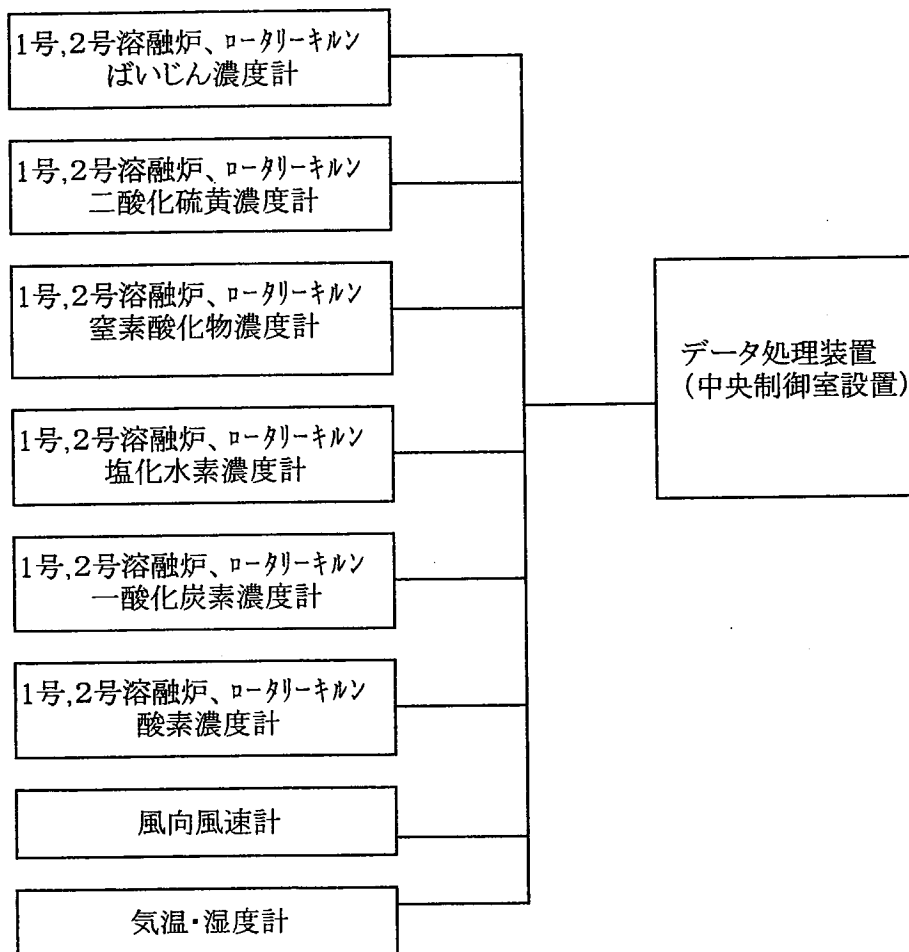 1号,2号溶融炉、ロータリーキルン
ばいじん濃度計
1号,2号溶融炉、ロータリーキルン
二酸化硫黄濃度計
1号,2号溶融炉、ロータリーキルン
窒素酸化物濃度計
1号,2号溶融炉、ロータリーキルン
塩化水素濃度計
1号,2号溶融炉、ロータリーキルン
一酸化炭素濃度計
1号,2号溶融炉、ロータリーキルン
酸素濃度計
風向風速計
気温・湿度計
データ処理装置
(中央制御室設置)